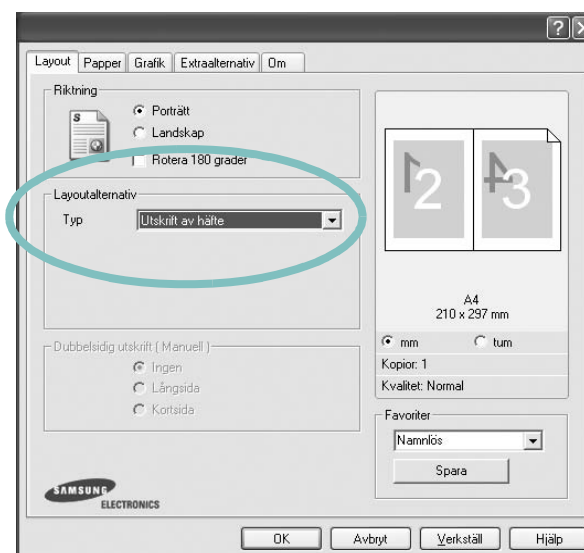 Layout Papper Grafik Extraalternativ Om
Riktning
S
Porträtt
Landskap
Rotera 180 grader
Layoutalternativ
Typ Utskrift av häfte
Dubbelsidig utskrift ( Manuell )
Ingen
Långsida
Kortsida
SAMSUNG
ELECTRONICS
1 2 4 3
A4
210 x 297 mm
mm tum
Kopior: 1
Kvalitet: Normal
Favoriter
Namnlös
Spara
OK Avbryt Verkställ Hjälp